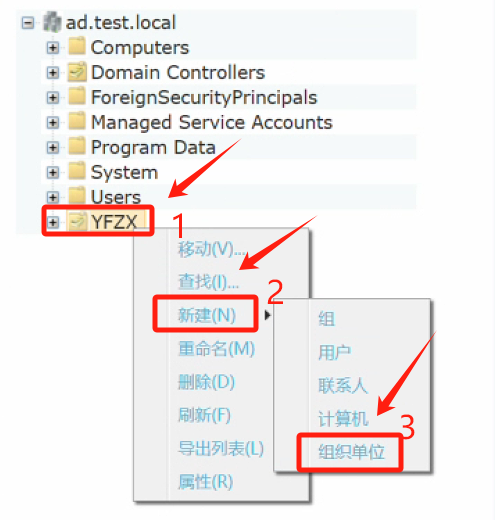 ad.test.local
Computers
Domain Controllers
ForeignSecurityPrincipals
Managed Service Accounts
Program Data
System
Users
YFZX
1
移动(V)...
查找(I)...
2
新建(N)
重命名(M)
删除(D)
刷新(F)
导出列表(L)
属性(R)
组
用户
联系人
计算机
3
组织单位